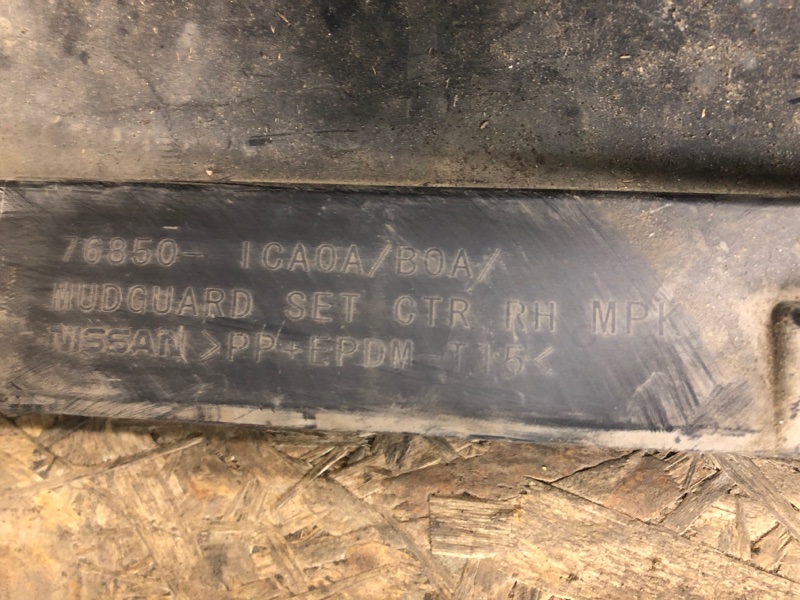 76850- 1CA0A/B0A/
MUDGUARD SET CTR RH MPK
NISSAN >PP+EPDM-T15<